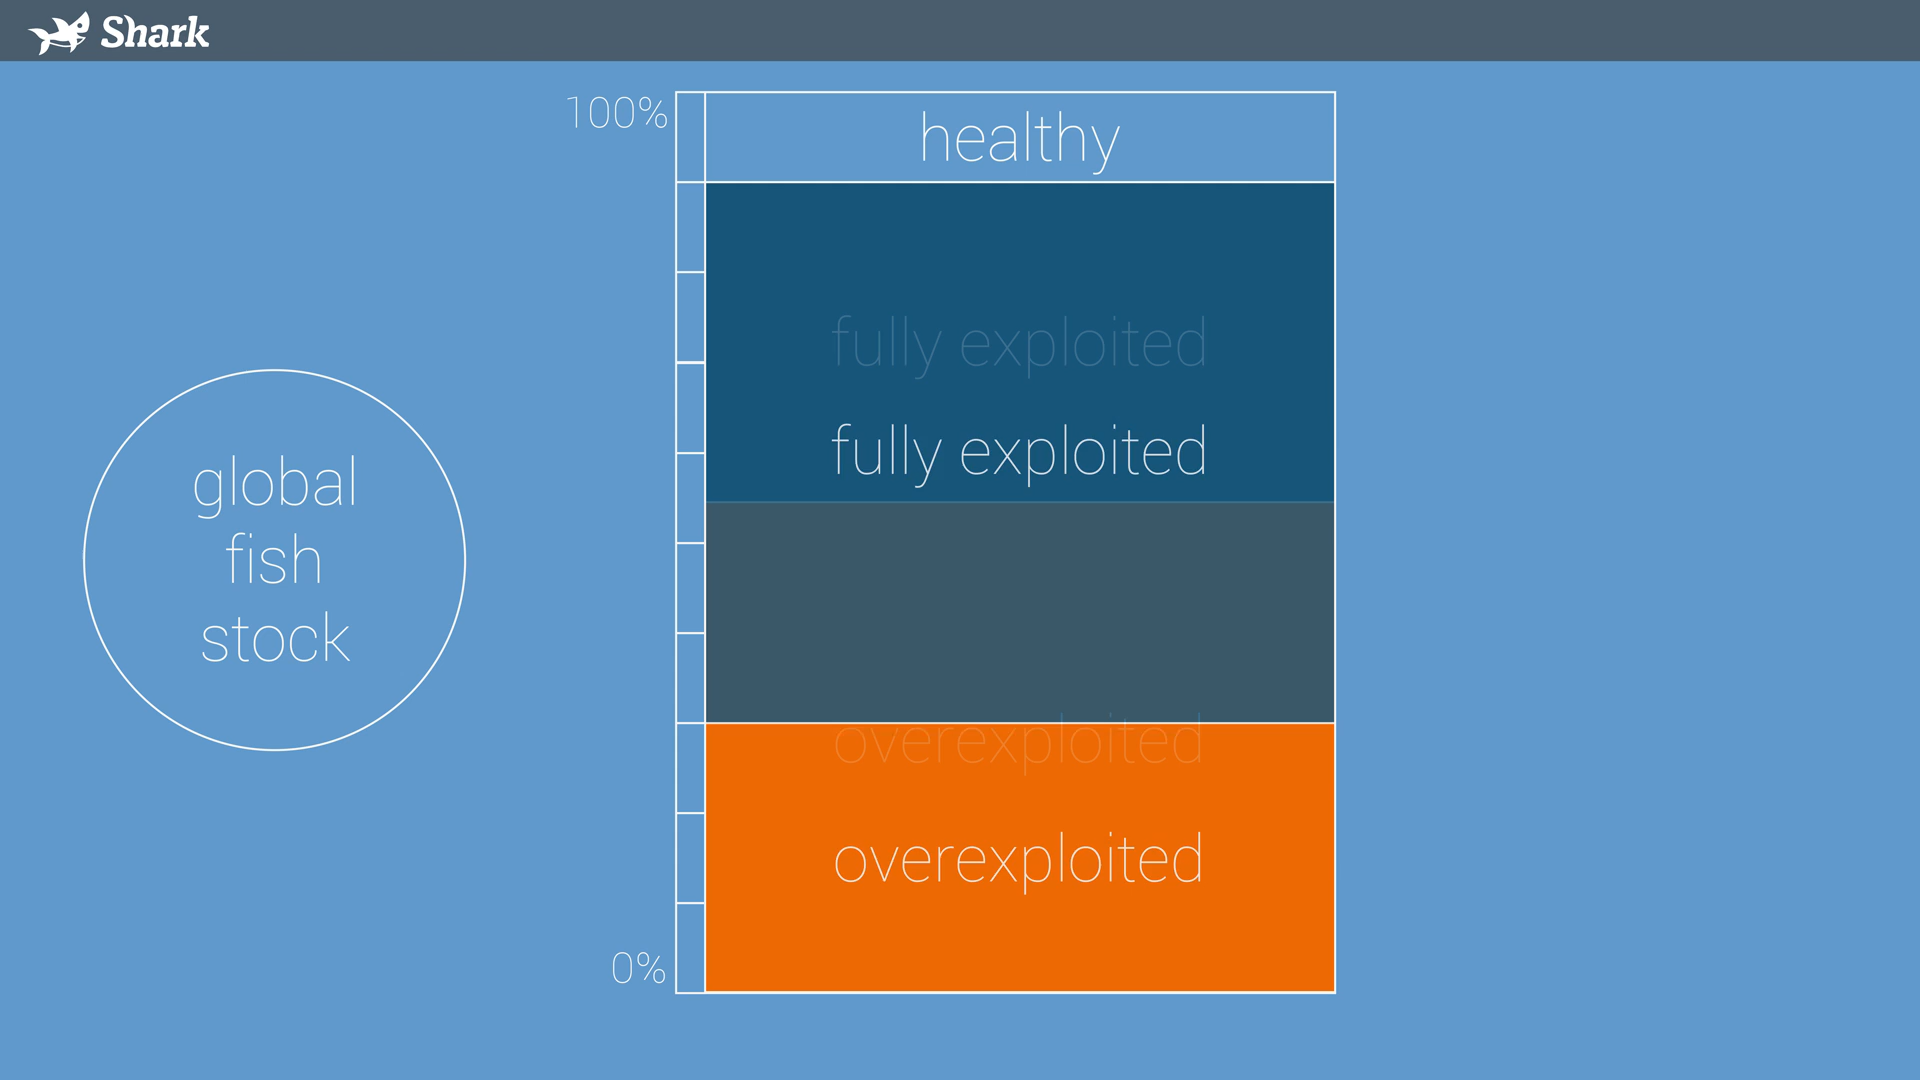 Shark
100%
healthy
fully exploited
fully exploited
global
fish
stock
overexploited
overexploited
0%